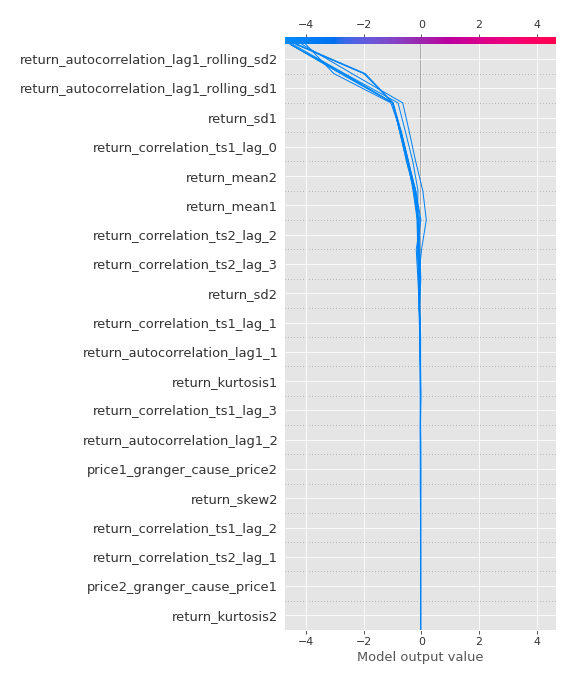 −4 −2 0 2 4
return_autocorrelation_lag1_rolling_sd2
return_autocorrelation_lag1_rolling_sd1
return_sd1
return_correlation_ts1_lag_0
return_mean2
return_mean1
return_correlation_ts2_lag_2
return_correlation_ts2_lag_3
return_sd2
return_correlation_ts1_lag_1
return_autocorrelation_lag1_1
return_kurtosis1
return_correlation_ts1_lag_3
return_autocorrelation_lag1_2
price1_granger_cause_price2
return_skew2
return_correlation_ts1_lag_2
return_correlation_ts2_lag_1
price2_granger_cause_price1
return_kurtosis2
−4 −2 0 2 4
Model output value